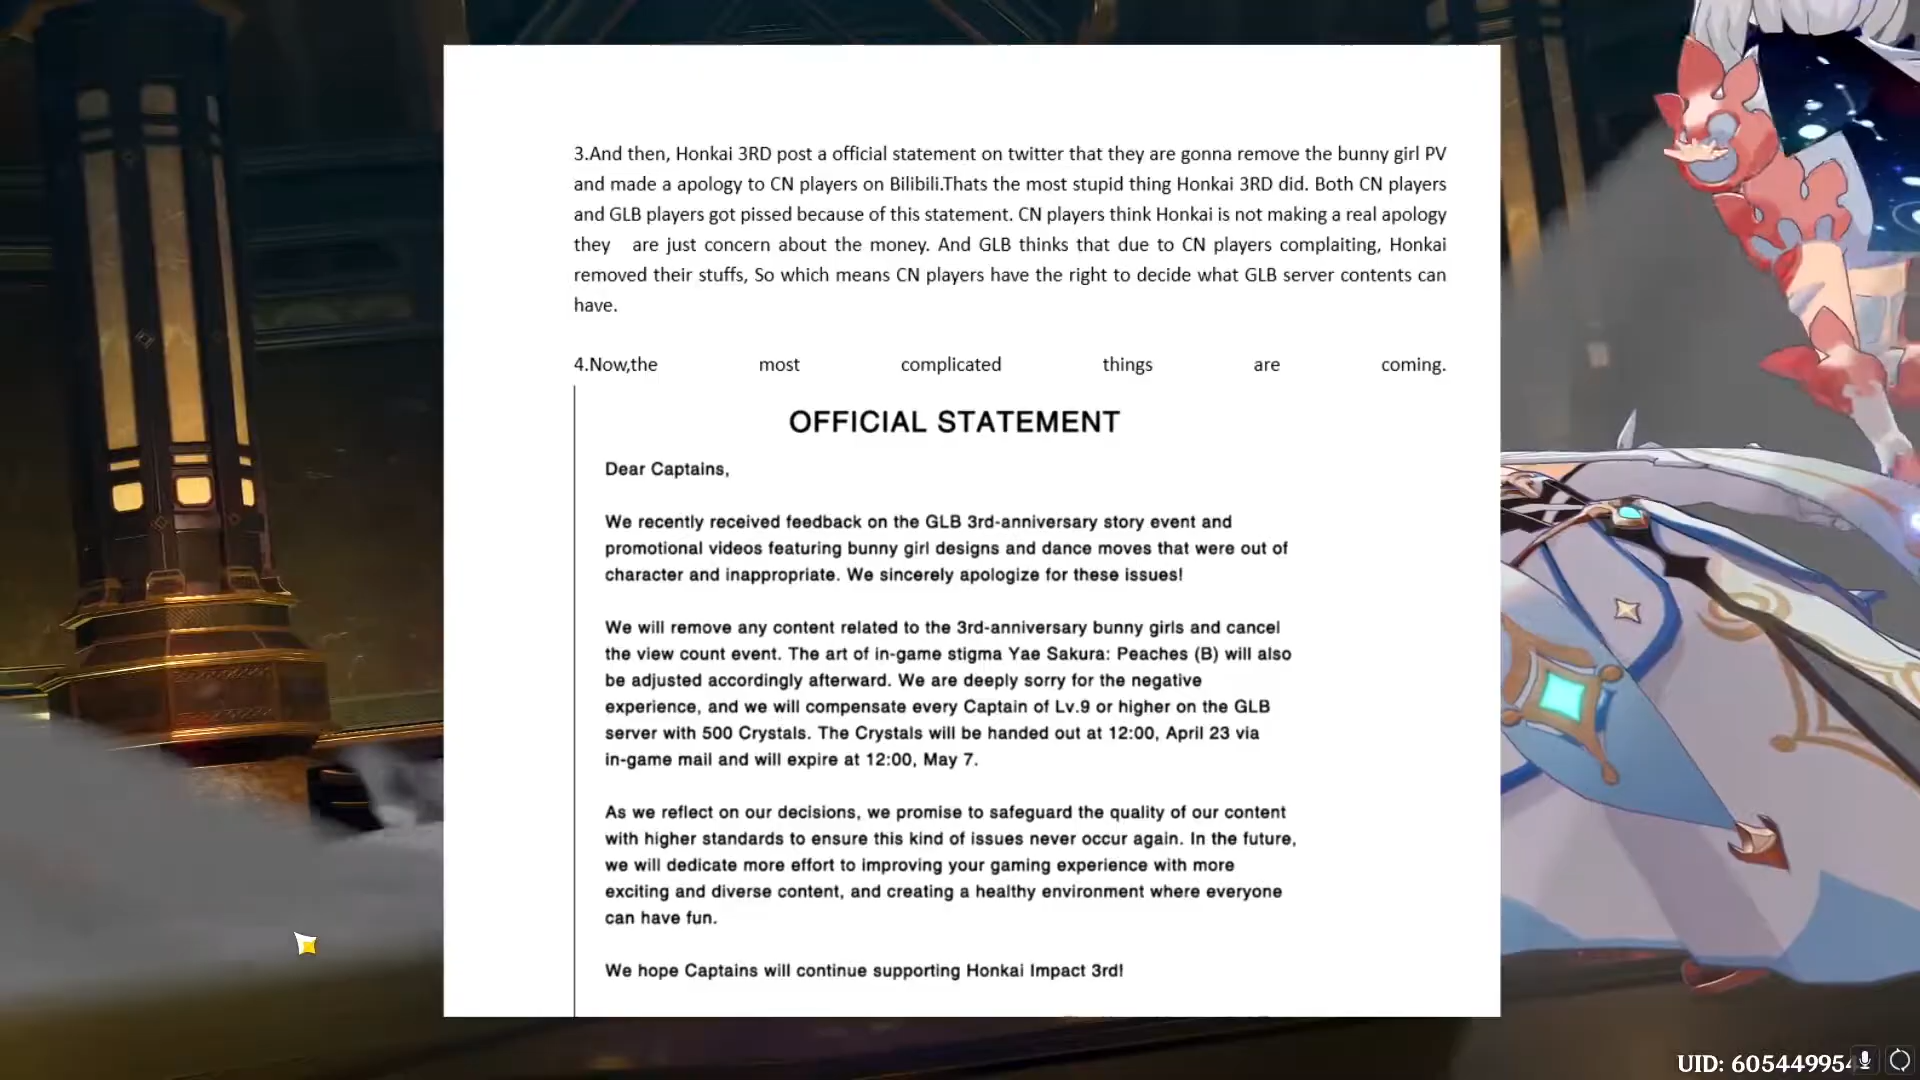 3.And then, Honkai 3RD post a official statement on twitter that they are gonna remove the bunny girl PV
and made a apology to CN players on Bilibili.Thats the most stupid thing Honkai 3RD did. Both CN players
and GLB players got pissed because of this statement. CN players think Honkai is not making a real apology
they are just concern about the money. And GLB thinks that due to CN players complaiting, Honkai
removed their stuffs, So which means CN players have the right to decide what GLB server contents can
have.
4.Now,the most complicated things are coming.
OFFICIAL STATEMENT
Dear Captains,
We recently received feedback on the GLB 3rd-anniversary story event and
promotional videos featuring bunny girl designs and dance moves that were out of
character and inappropriate. We sincerely apologize for these issues!
We will remove any content related to the 3rd-anniversary bunny girls and cancel
the view count event. The art of in-game stigma Yae Sakura: Peaches (B) will also
be adjusted accordingly afterward. We are deeply sorry for the negative
experience, and we will compensate every Captain of Lv.9 or higher on the GLB
server with 500 Crystals. The Crystals will be handed out at 12:00, April 23 via
in-game mail and will expire at 12:00, May 7.
As we reflect on our decisions, we promise to safeguard the quality of our content
with higher standards to ensure this kind of issues never occur again. In the future,
we will dedicate more effort to improving your gaming experience with more
exciting and diverse content, and creating a healthy environment where everyone
can have fun.
We hope Captains will continue supporting Honkai Impact 3rd!
UID: 60544995